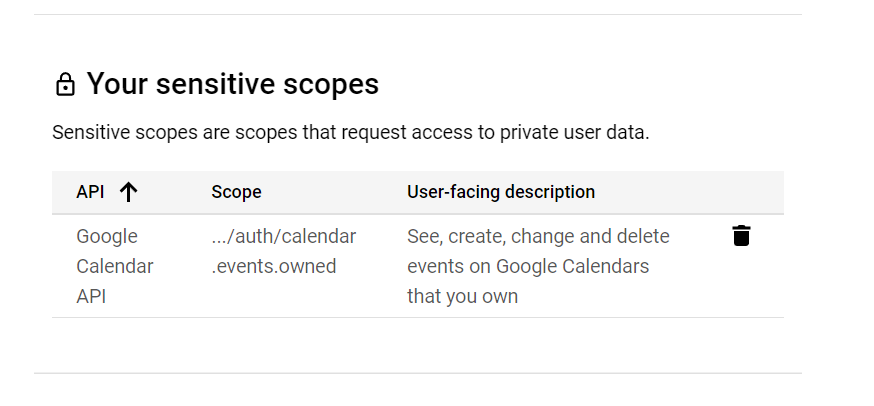 Your sensitive scopes
Sensitive scopes are scopes that request access to private user data.
API Scope User-facing description
Google .../auth/calendar See, create, change and delete
Calendar .events.owned events on Google Calendars
API that you own